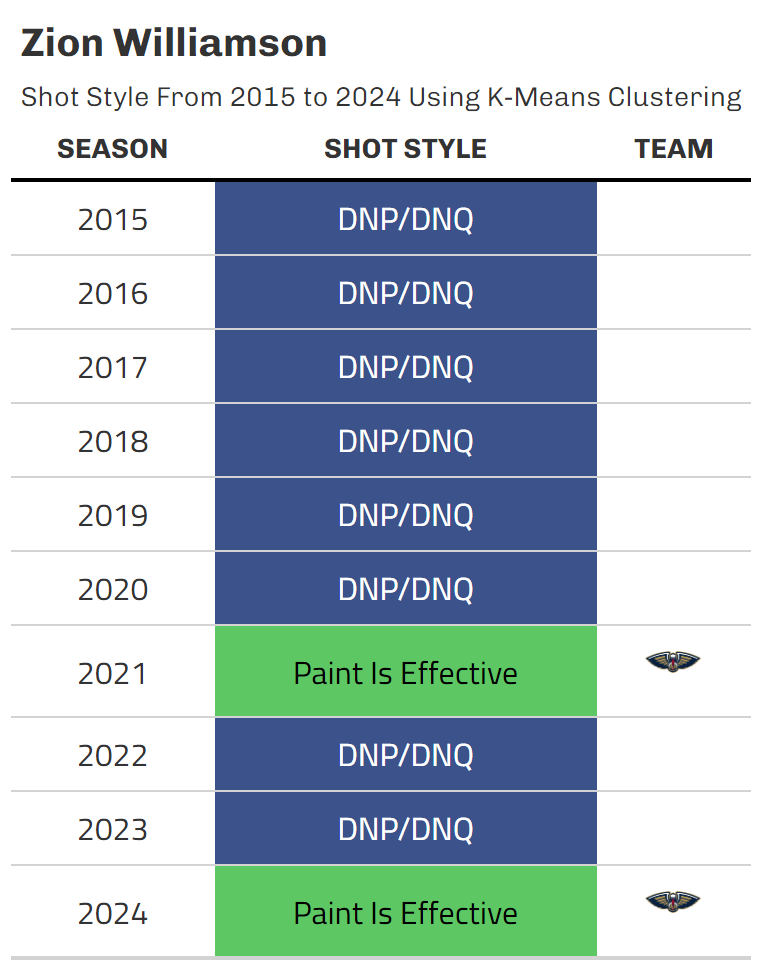 Zion Williamson
Shot Style From 2015 to 2024 Using K-Means Clustering
SEASON SHOT STYLE TEAM
2015 DNP/DNQ
2016 DNP/DNQ
2017 DNP/DNQ
2018 DNP/DNQ
2019 DNP/DNQ
2020 DNP/DNQ
2021 Paint Is Effective
2022 DNP/DNQ
2023 DNP/DNQ
2024 Paint Is Effective